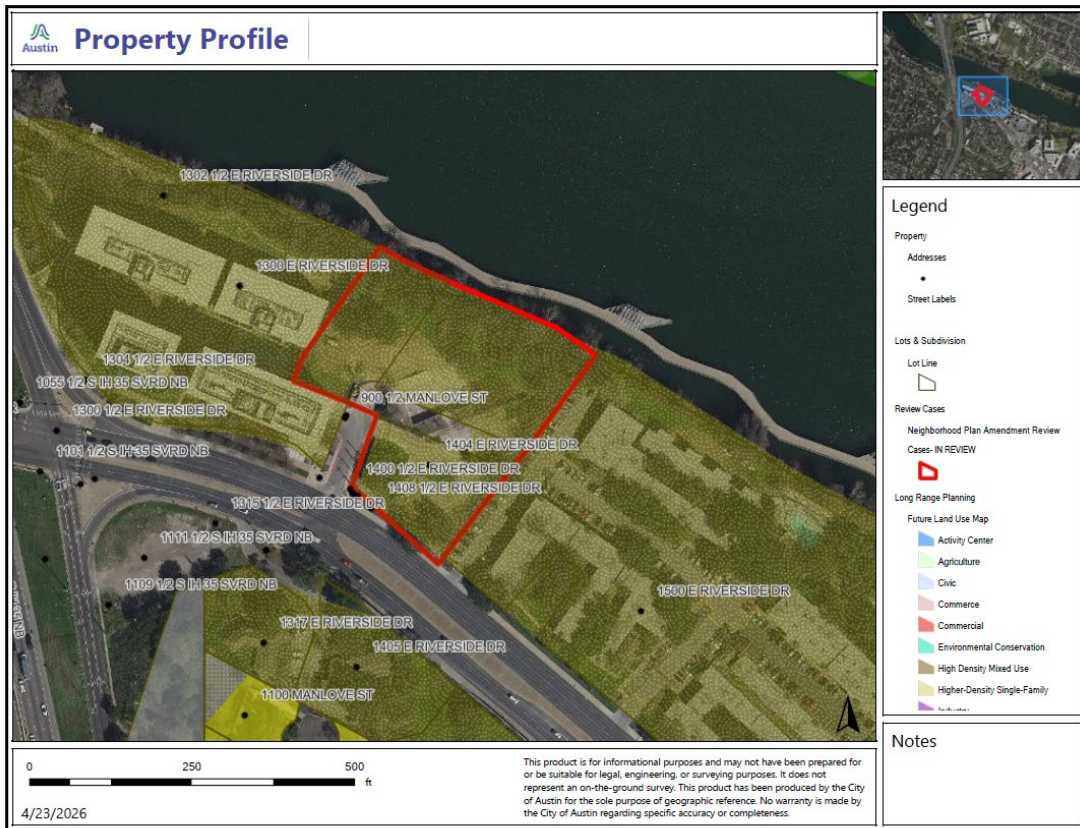 Austin
Property Profile
1302 1/2 E RIVERSIDE DR
1300 E RIVERSIDE DR
1304 1/2 E RIVERSIDE DR
1055 1/2 S IH 35 SVRD NB
900 1/2 MANLOVE ST
1300 1/2 E RIVERSIDE DR
1404 E RIVERSIDE DR
1101 1/2 S IH 35 SVRD NB
1400 1/2 E RIVERSIDE DR
1408 1/2 E RIVERSIDE DR
1315 1/2 E RIVERSIDE DR
1111 1/2 S IH 35 SVRD NB
1109 1/2 S IH 35 SVRD NB
1500 E RIVERSIDE DR
1317 E RIVERSIDE DR
1405 E RIVERSIDE DR
1100 MANLOVE ST
Legend
Property
Addresses
Street Labels
Lots & Subdivision
Lot Line
Review Cases
Neighborhood Plan Amendment Review
Cases- IN REVIEW
Long Range Planning
Future Land Use Map
Activity Center
Agriculture
Civic
Commerce
Commercial
Environmental Conservation
High Density Mixed Use
Higher-Density Single-Family
Industry
Notes
0 250 500
ft
4/23/2026
This product is for informational purposes and may not have been prepared for
or be suitable for legal, engineering, or surveying purposes. It does not
represent an on-the-ground survey. This product has been produced by the City
of Austin for the sole purpose of geographic reference. No warranty is made by
the City of Austin regarding specific accuracy or completeness.